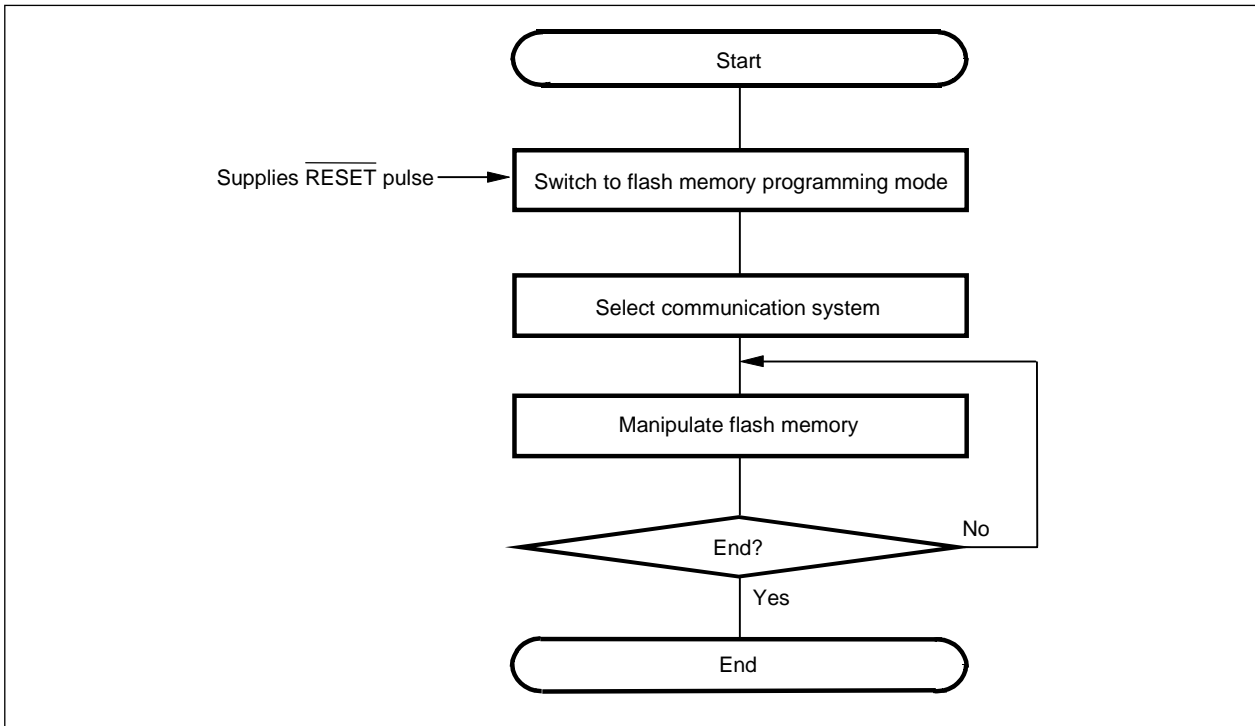 Start
Supplies RESET pulse
Switch to flash memory programming mode
Select communication system
Manipulate flash memory
End?
No
Yes
End